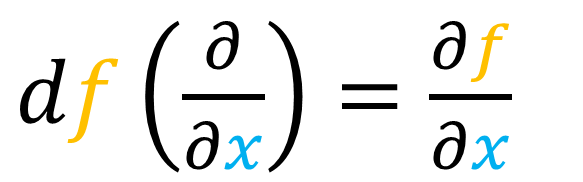 df(∂/∂x) = ∂f/∂x